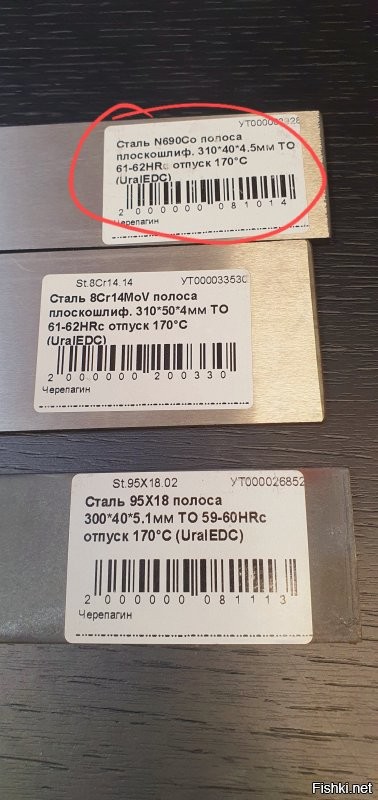 УТ000082928
Сталь N690Co полоса
плоскошлиф. 310*40*4.5мм ТО
61-62HRc отпуск 170°С
(UralEDC)
2 000000 081014
Черепагин
St.8Cr14.14 УТ000033530
Сталь 8Cr14MoV полоса
плоскошлиф. 310*50*4мм ТО
61-62HRc отпуск 170°С
(UralEDC)
2 000000 200330
Черепагин
St.95X18.02 УТ000026852
Сталь 95Х18 полоса
300*40*5.1мм ТО 59-60HRc
отпуск 170°С (UralEDC)
2 000000 081113
Черепагин
Fishki.net